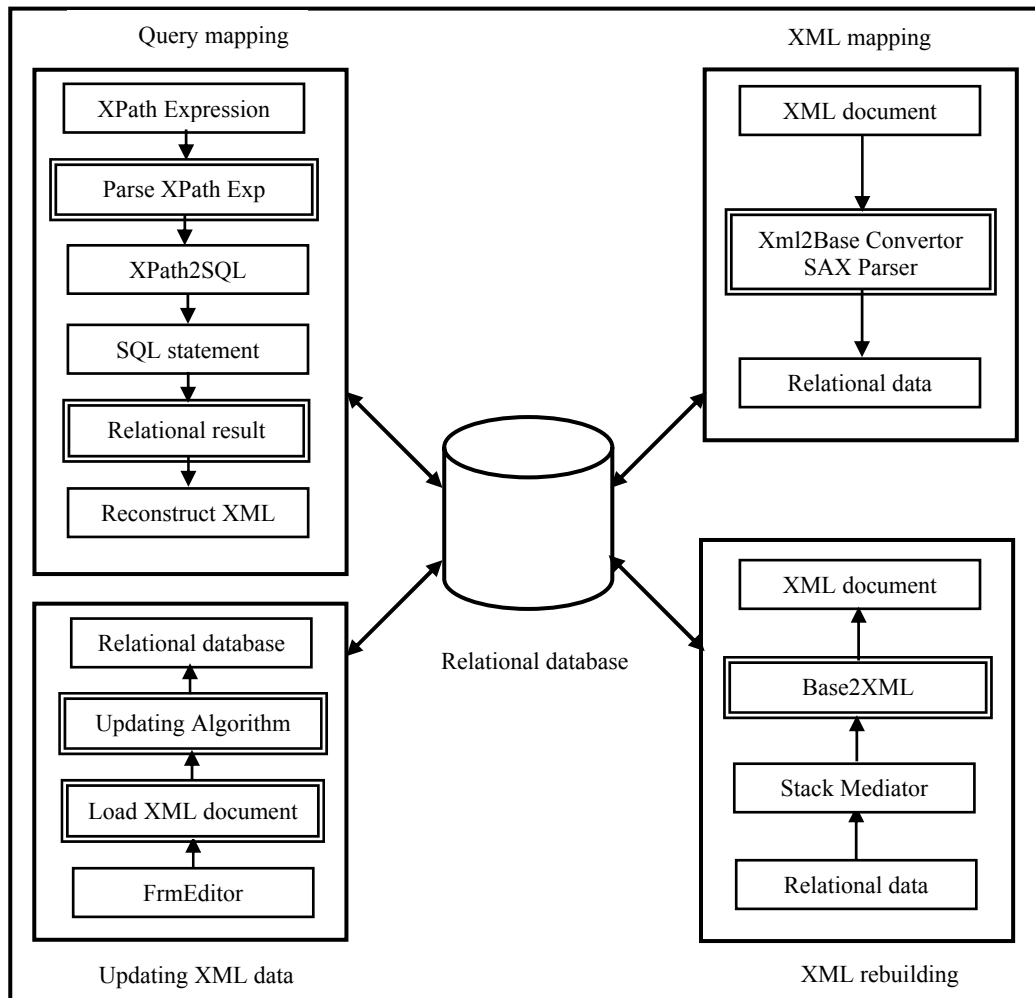 Query mapping
XPath Expression
Parse XPath Exp
XPath2SQL
SQL statement
Relational result
Reconstruct XML
XML mapping
XML document
Xml2Base Convertor
SAX Parser
Relational data
Relational database
Relational database
Updating Algorithm
Load XML document
FrmEditor
Updating XML data
XML document
Base2XML
Stack Mediator
Relational data
XML rebuilding